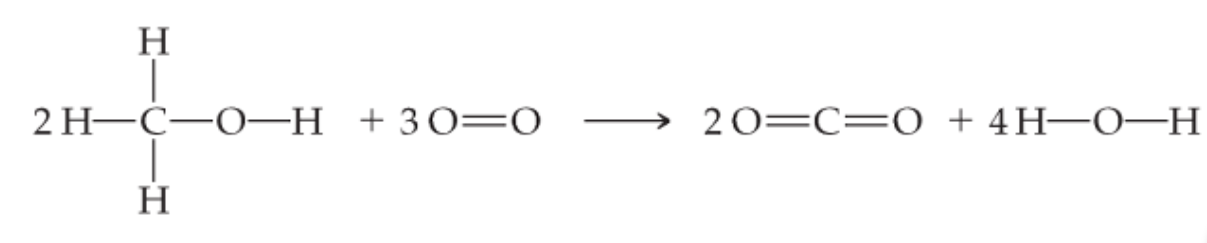 H
2 H—C—O—H + 3 O=O ⟶ 2 O=C=O + 4 H—O—H
H